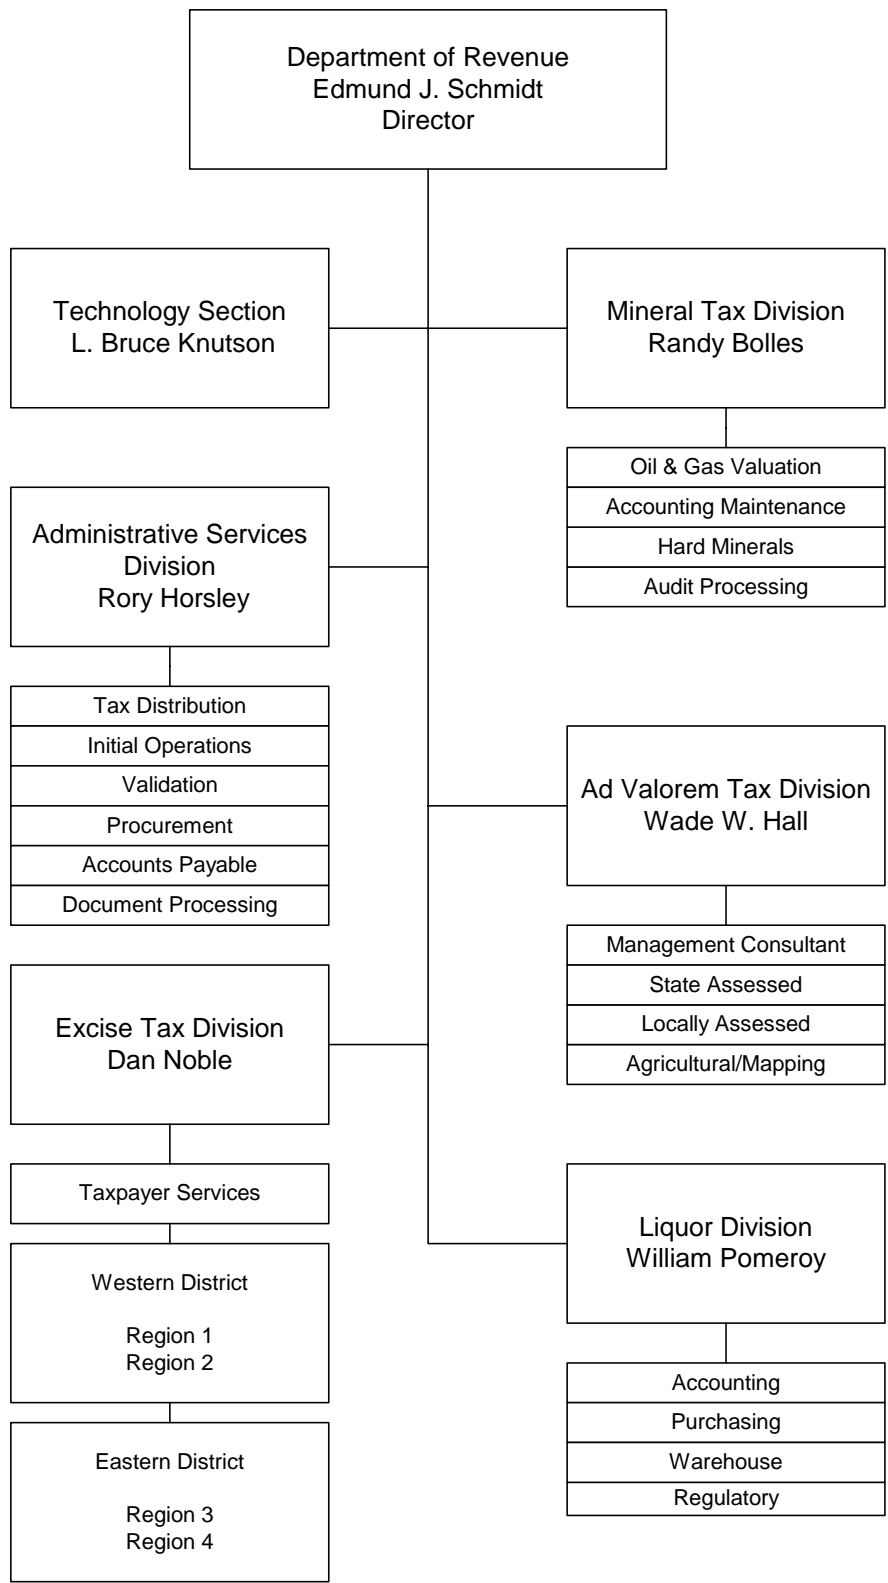 Department of Revenue
Edmund J. Schmidt
Director
Technology Section
L. Bruce Knutson
Mineral Tax Division
Randy Bolles
Oil & Gas Valuation
Accounting Maintenance
Hard Minerals
Audit Processing
Administrative Services
Division
Rory Horsley
Tax Distribution
Initial Operations
Validation
Procurement
Accounts Payable
Document Processing
Ad Valorem Tax Division
Wade W. Hall
Management Consultant
State Assessed
Locally Assessed
Agricultural/Mapping
Excise Tax Division
Dan Noble
Taxpayer Services
Western District
Region 1
Region 2
Eastern District
Region 3
Region 4
Liquor Division
William Pomeroy
Accounting
Purchasing
Warehouse
Regulatory